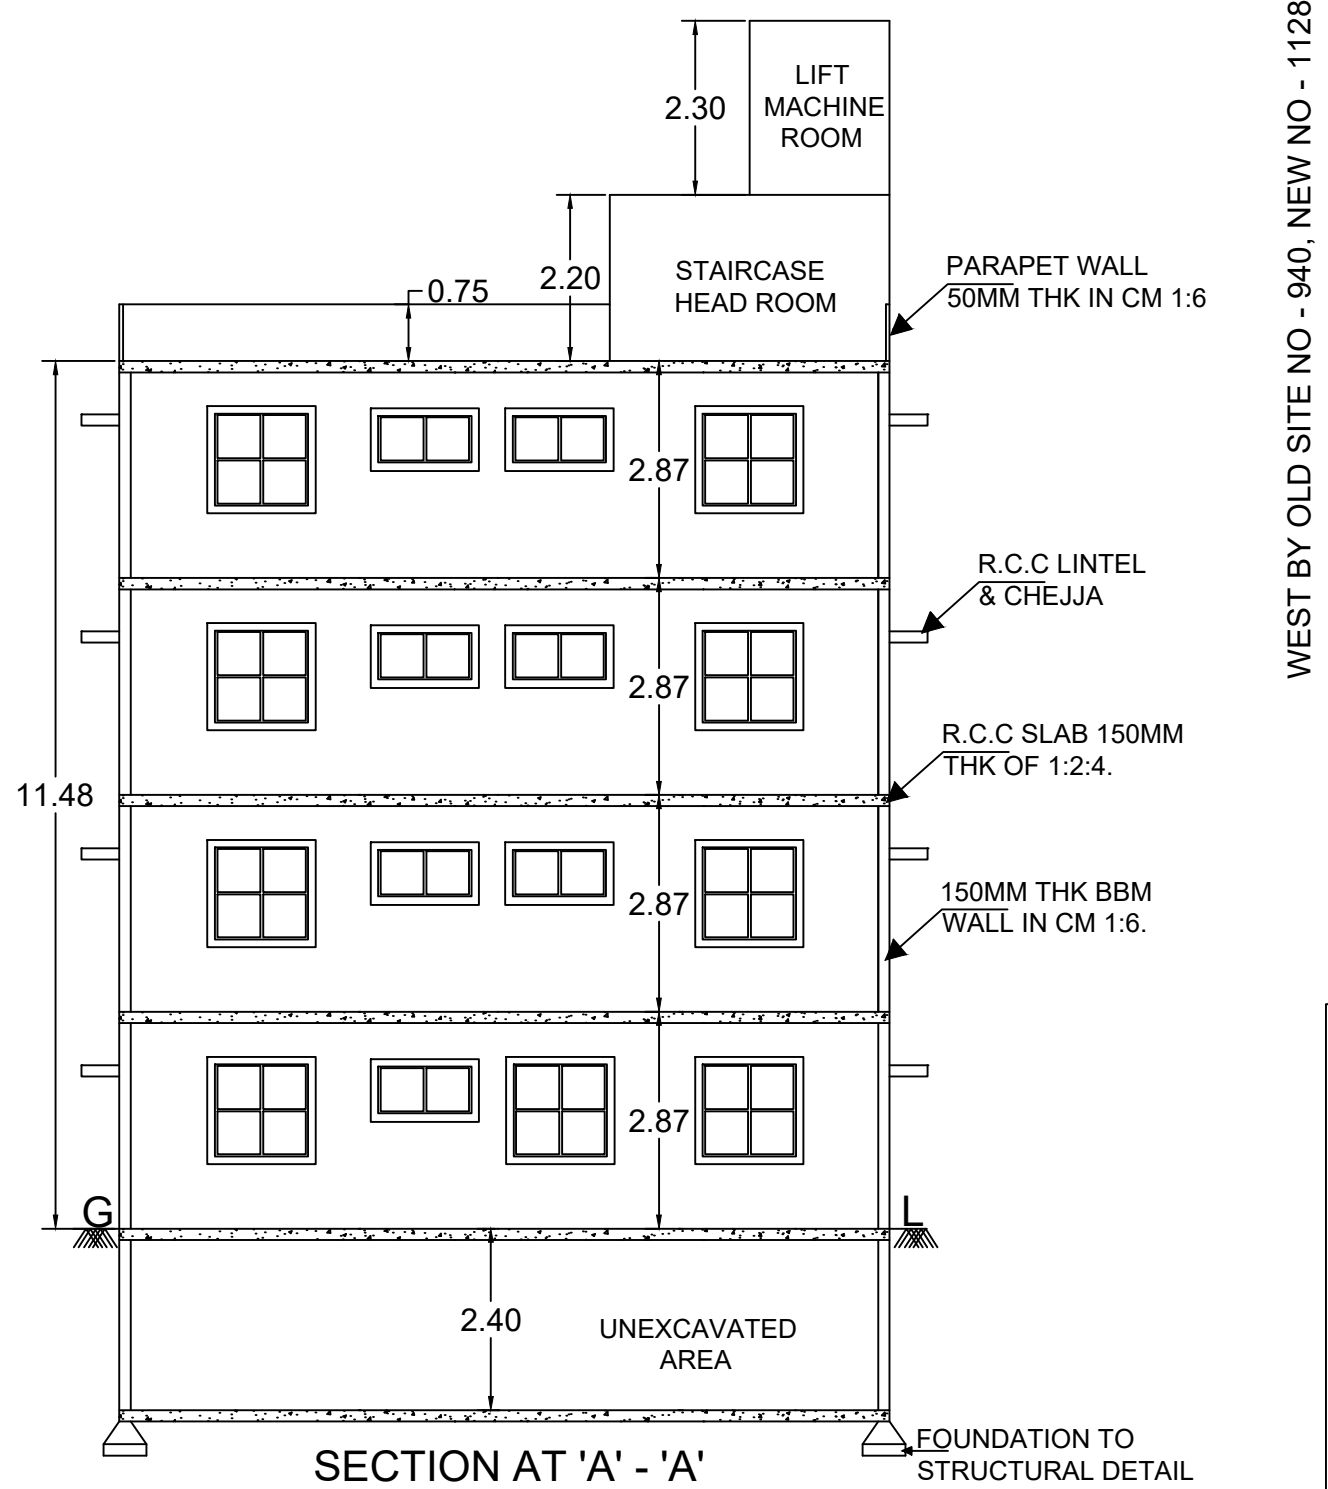 LIFT
MACHINE
ROOM
2.30
STAIRCASE
HEAD ROOM
2.20
0.75
PARAPET WALL
50MM THK IN CM 1:6
2.87
R.C.C LINTEL
& CHEJJA
2.87
R.C.C SLAB 150MM
THK OF 1:2:4.
11.48
2.87
150MM THK BBM
WALL IN CM 1:6.
2.87
G
L
2.40
UNEXCAVATED
AREA
FOUNDATION TO
STRUCTURAL DETAIL
SECTION AT 'A' - 'A'
WEST BY OLD SITE NO - 940, NEW NO - 1128